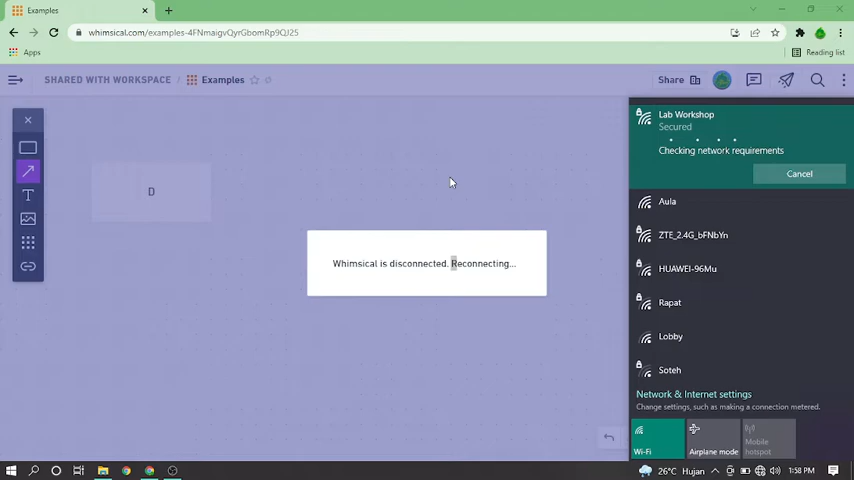 Examples
whimsical.com/examples-4FNmaigvQyrGbomRp9QJ25
Apps
Reading list
SHARED WITH WORKSPACE / Examples
Share
D
T
Whimsical is disconnected. Reconnecting...
Lab Workshop
Secured
Checking network requirements
Cancel
Aula
ZTE_2.4G_bFNbYn
HUAWEI-96Mu
Rapat
Lobby
Soteh
Network & Internet settings
Change settings, such as making a connection metered.
Wi-Fi
Airplane mode
Mobile hotspot
26°C Hujan
1:58 PM